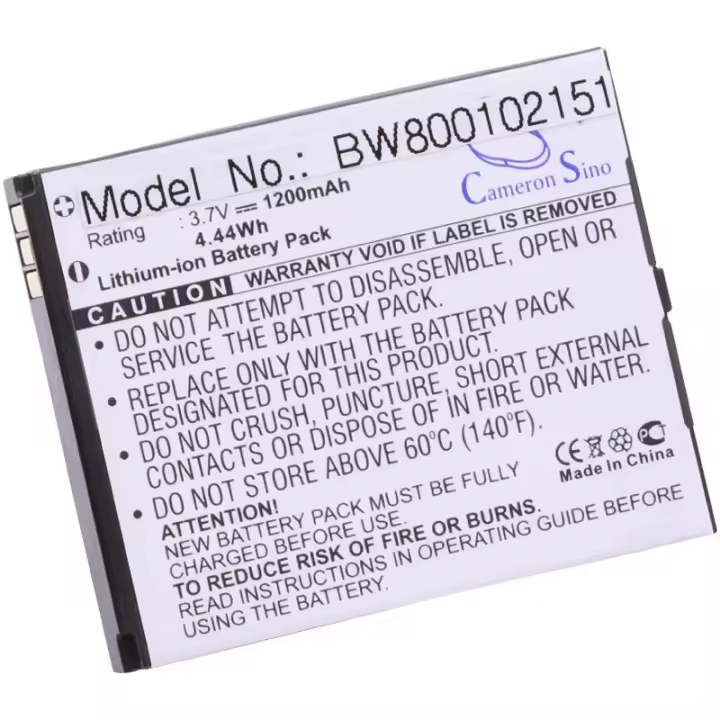 Model No.: BW800102151
Rating : 3.7V 1200mAh
4.44Wh
Cameron Sino
Lithium-ion Battery Pack
CAUTION WARRANTY VOID IF SEAL BROKEN
• DO NOT ATTEMPT TO DISASSEMBLE, OPEN OR
SERVICE THE BATTERY PACK.
• REPLACE ONLY WITH THE BATTERY PACK
DESIGNATED FOR THE PRODUCT.
• DO NOT CRUSH, PUNCTURE, SHORT EXTERNAL
CONTACTS OR DISPOSE OF IN FIRE OR WATER.
• DO NOT STORE ABOVE 60°C (140°F)
CE
Made In China
ATTENTION:
NEW BATTERY PACK MUST BE FULLY
CHARGED BEFORE USE.
TO REDUCE RISK OF FIRE OR BURNS.
READ INSTRUCTIONS IN OPERATING GUIDE BEFORE
USING THE BATTERY.